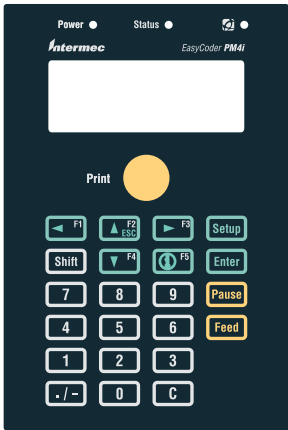 Power Status
Intermec EasyCoder PM4i
Print
F1 F2 ESC F3 Setup
Shift F4 F5 Enter
7 8 9 Pause
4 5 6 Feed
1 2 3
. / - 0 C